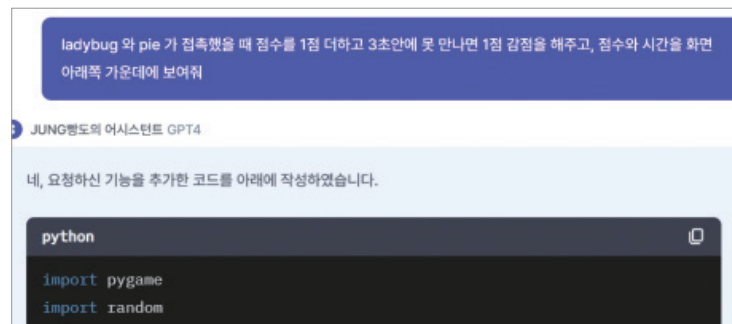 ladybug 와 pie 가 접촉했을 때 점수를 1점 더하고 3초안에 못 만나면 1점 감점을 해주고, 점수와 시간을 화면
아래쪽 가운데에 보여줘
JUNG빵도의 어시스턴트 GPT4
네, 요청하신 기능을 추가한 코드를 아래에 작성하였습니다.
python
import pygame
import random